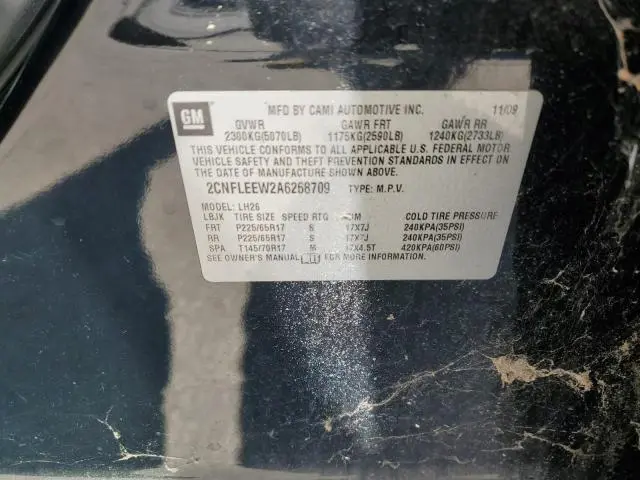 GM
MFD BY CAMI AUTOMOTIVE INC. 11/09
GVWR GAWR FRT GAWR RR
2300KG(5070LB) 1175KG(2590LB) 1240KG(2733LB)
THIS VEHICLE CONFORMS TO ALL APPLICABLE U.S. FEDERAL MOTOR
VEHICLE SAFETY AND THEFT PREVENTION STANDARDS IN EFFECT ON
THE DATE OF MANUFACTURE SHOWN ABOVE.
2CNFLEEW2A6258709 TYPE: M.P.V.
MODEL: LH26
LBJK TIRE SIZE SPEED RTG RIM COLD TIRE PRESSURE
FRT P225/65R17 S 17X7J 240KPA(35PSI)
RR P225/65R17 S 17X7J 240KPA(35PSI)
SPA T145/70R17 M 17X4.5T 420KPA(60PSI)
SEE OWNER'S MANUAL FOR MORE INFORMATION.